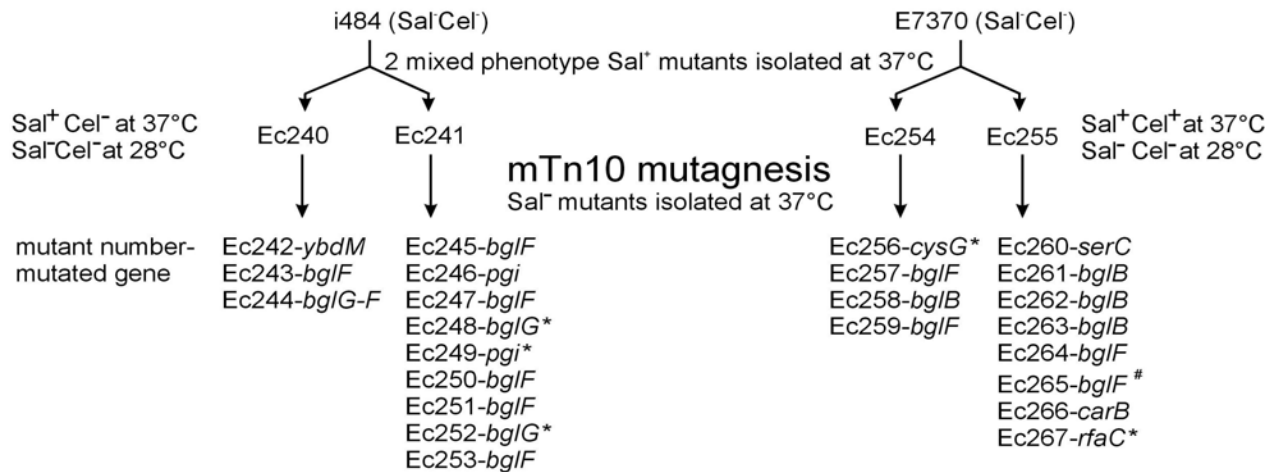 i484 (Sal⁻Cel⁻)
E7370 (Sal⁻Cel⁻)
2 mixed phenotype Sal⁺ mutants isolated at 37°C
Sal⁺ Cel⁻ at 37°C
Sal⁻Cel⁻at 28°C
Ec240
Ec241
Ec254
Ec255
Sal⁺Cel⁺at 37°C
Sal⁻ Cel⁻at 28°C
mTn10 mutagnesis
Sal⁻ mutants isolated at 37°C
mutant number-
mutated gene
Ec242-ybdM
Ec243-bglF
Ec244-bglG-F
Ec245-bglF
Ec246-pgi
Ec247-bglF
Ec248-bglG*
Ec249-pgi*
Ec250-bglF
Ec251-bglF
Ec252-bglG*
Ec253-bglF
Ec256-cysG*
Ec257-bglF
Ec258-bglB
Ec259-bglF
Ec260-serC
Ec261-bglB
Ec262-bglB
Ec263-bglB
Ec264-bglF
Ec265-bglF#
Ec266-carB
Ec267-rfaC*